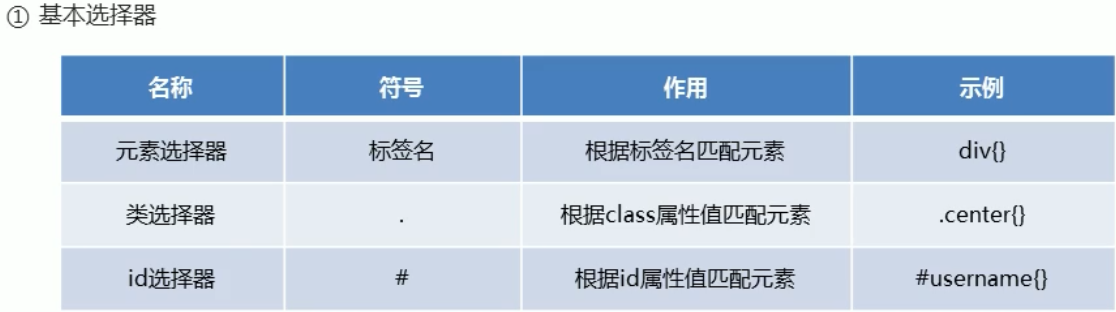 ① 基本选择器
名称 符号 作用 示例
元素选择器 标签名 根据标签名匹配元素 div{}
类选择器 . 根据class属性值匹配元素 .center{}
id选择器 # 根据id属性值匹配元素 #username{}